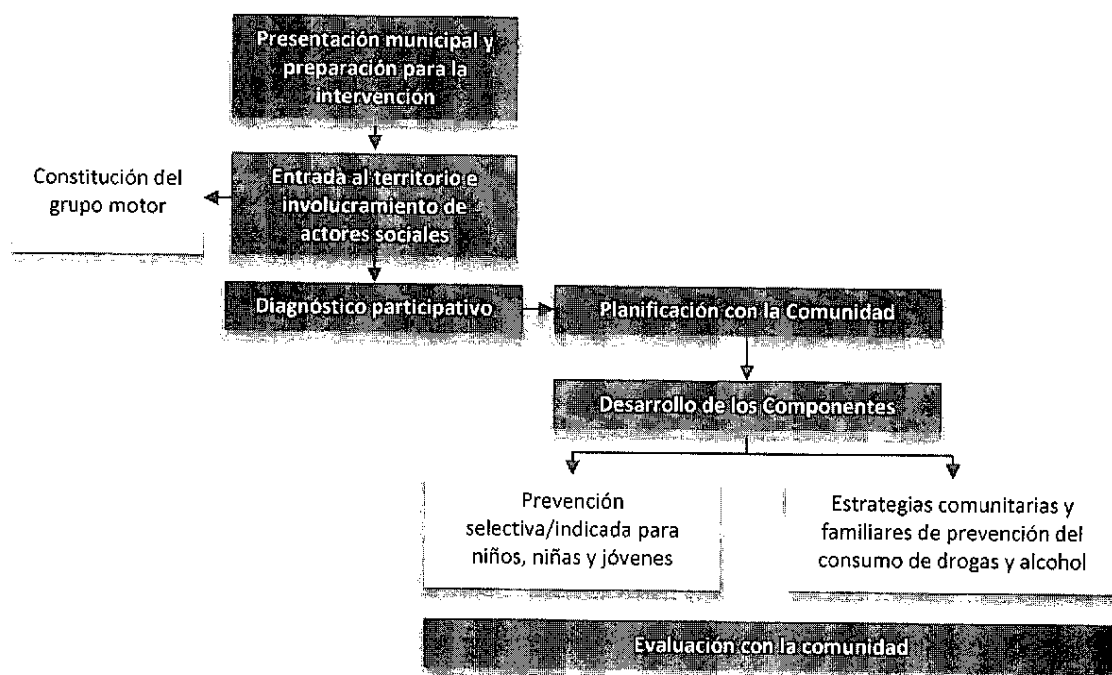 Presentación municipal y
preparación para la
intervención
Constitución del
grupo motor
Entrada al territorio e
involucramiento de
actores sociales
Diagnóstico participativo
Planificación con la Comunidad
Desarrollo de los Componentes
Prevención
selectiva/indicada para
niños, niñas y jóvenes
Estrategias comunitarias y
familiares de prevención del
consumo de drogas y alcohol
Evaluación con la comunidad